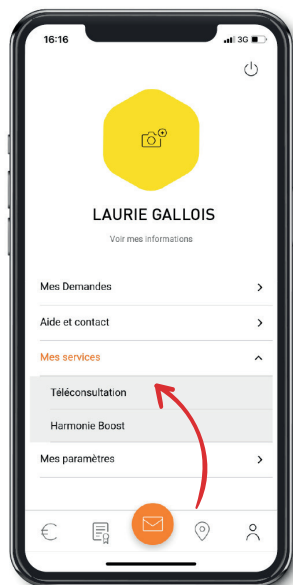 16:16
3G
LAURIE GALLOIS
Voir mes informations
Mes Demandes
Aide et contact
Mes services
Téléconsultation
Harmonie Boost
Mes paramètres